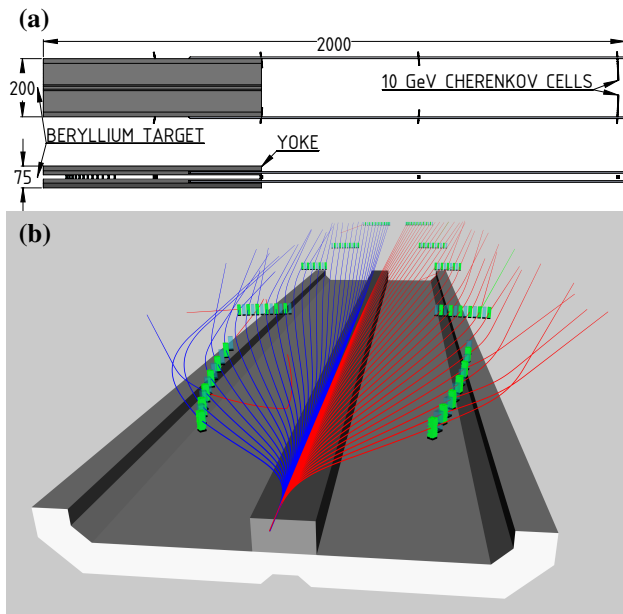 (a)
2000
200
10 GeV CHERENKOV CELLS
BERYLLIUM TARGET
YOKE
75
(b)